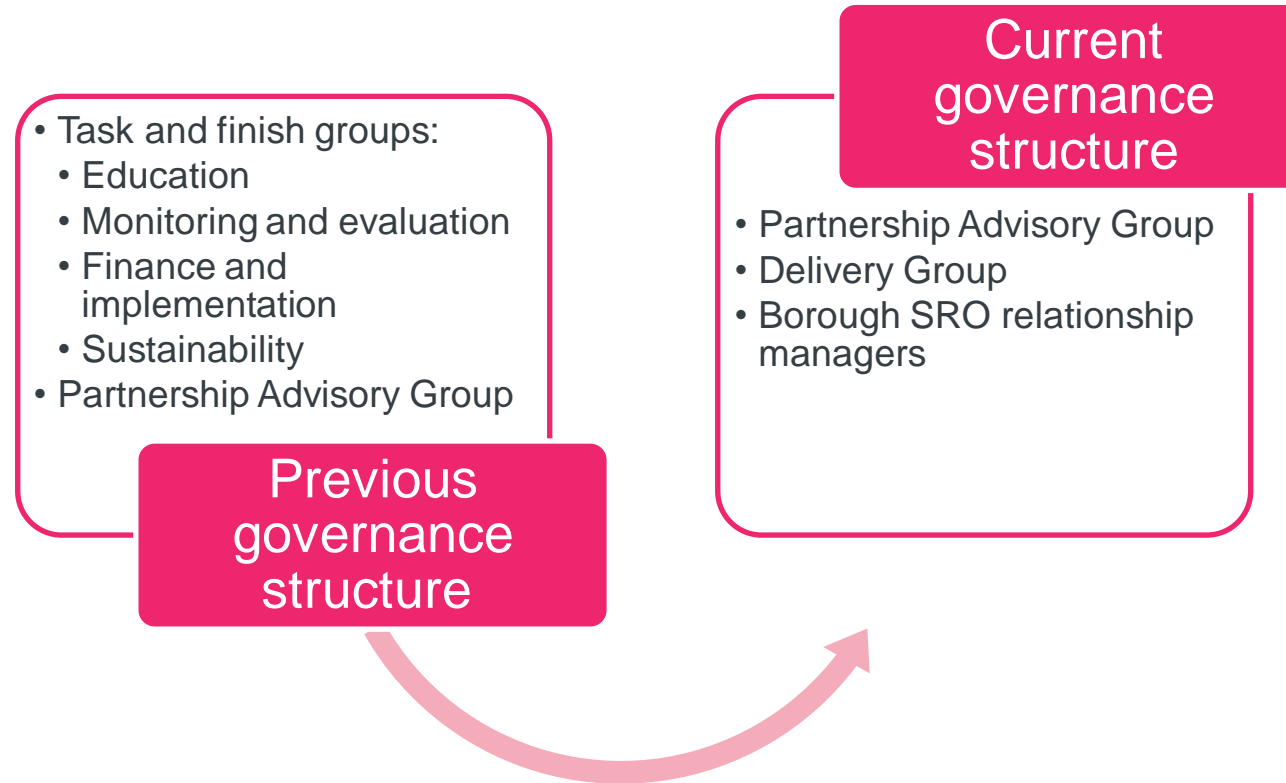 • Task and finish groups:
• Education
• Monitoring and evaluation
• Finance and
implementation
• Sustainability
• Partnership Advisory Group
Previous
governance
structure
Current
governance
structure
• Partnership Advisory Group
• Delivery Group
• Borough SRO relationship
managers